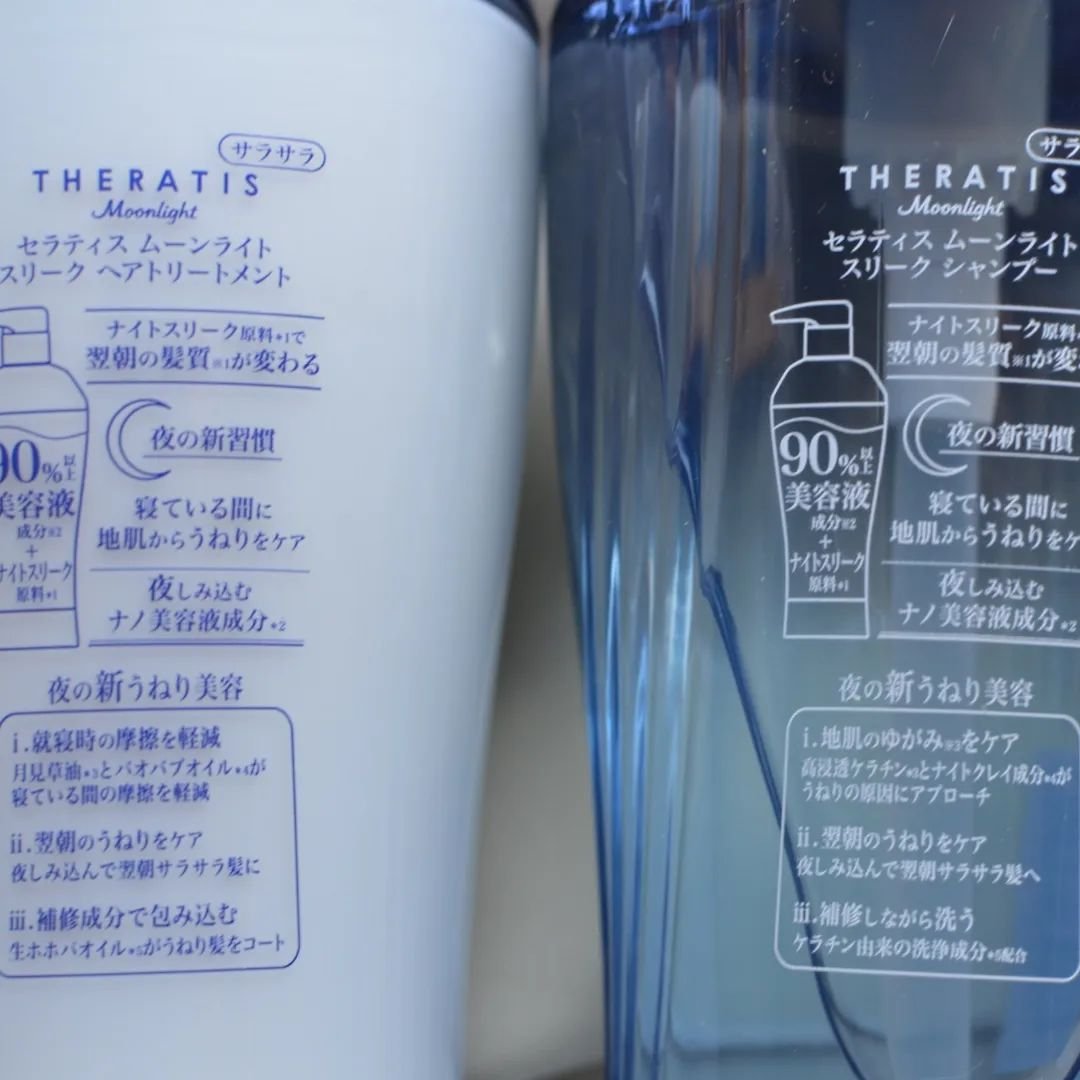 サラサラ
THERATIS
Moonlight
セラティス ムーンライト
スリーク ヘアトリートメント
ナイトスリーク原料*1で
翌朝の髪質※1が変わる
夜の新習慣
寝ている間に
地肌からうねりをケア
夜しみ込む
ナノ美容液成分*2
90%以上
美容液
成分※2
+
ナイトスリーク
原料*1
夜の新うねり美容
i.就寝時の摩擦を軽減
月見草油*3とバオバブオイル*4が
寝ている間の摩擦を軽減
ii.翌朝のうねりをケア
夜しみ込んで翌朝サラサラ髪に
iii.補修成分で包み込む
生ホホバオイル*5がうねり髪をコート
サラ
THERATIS
Moonlight
セラティス ムーンライト
スリーク シャンプー
ナイトスリーク原料
翌朝の髪質※1が変わ
夜の新習慣
寝ている間に
地肌からうねりをケ
夜しみ込む
ナノ美容液成分*2
90%以上
美容液
成分※2
+
ナイトスリーク
原料*1
夜の新うねり美容
i.地肌のゆがみ※3をケア
高浸透ケラチン*3とナイトクレイ成分*4が
うねりの原因にアプローチ
ii.翌朝のうねりをケア
夜しみ込んで翌朝サラサラ髪へ
iii.補修しながら洗う
ケラチン由来の洗浄成分*5配合